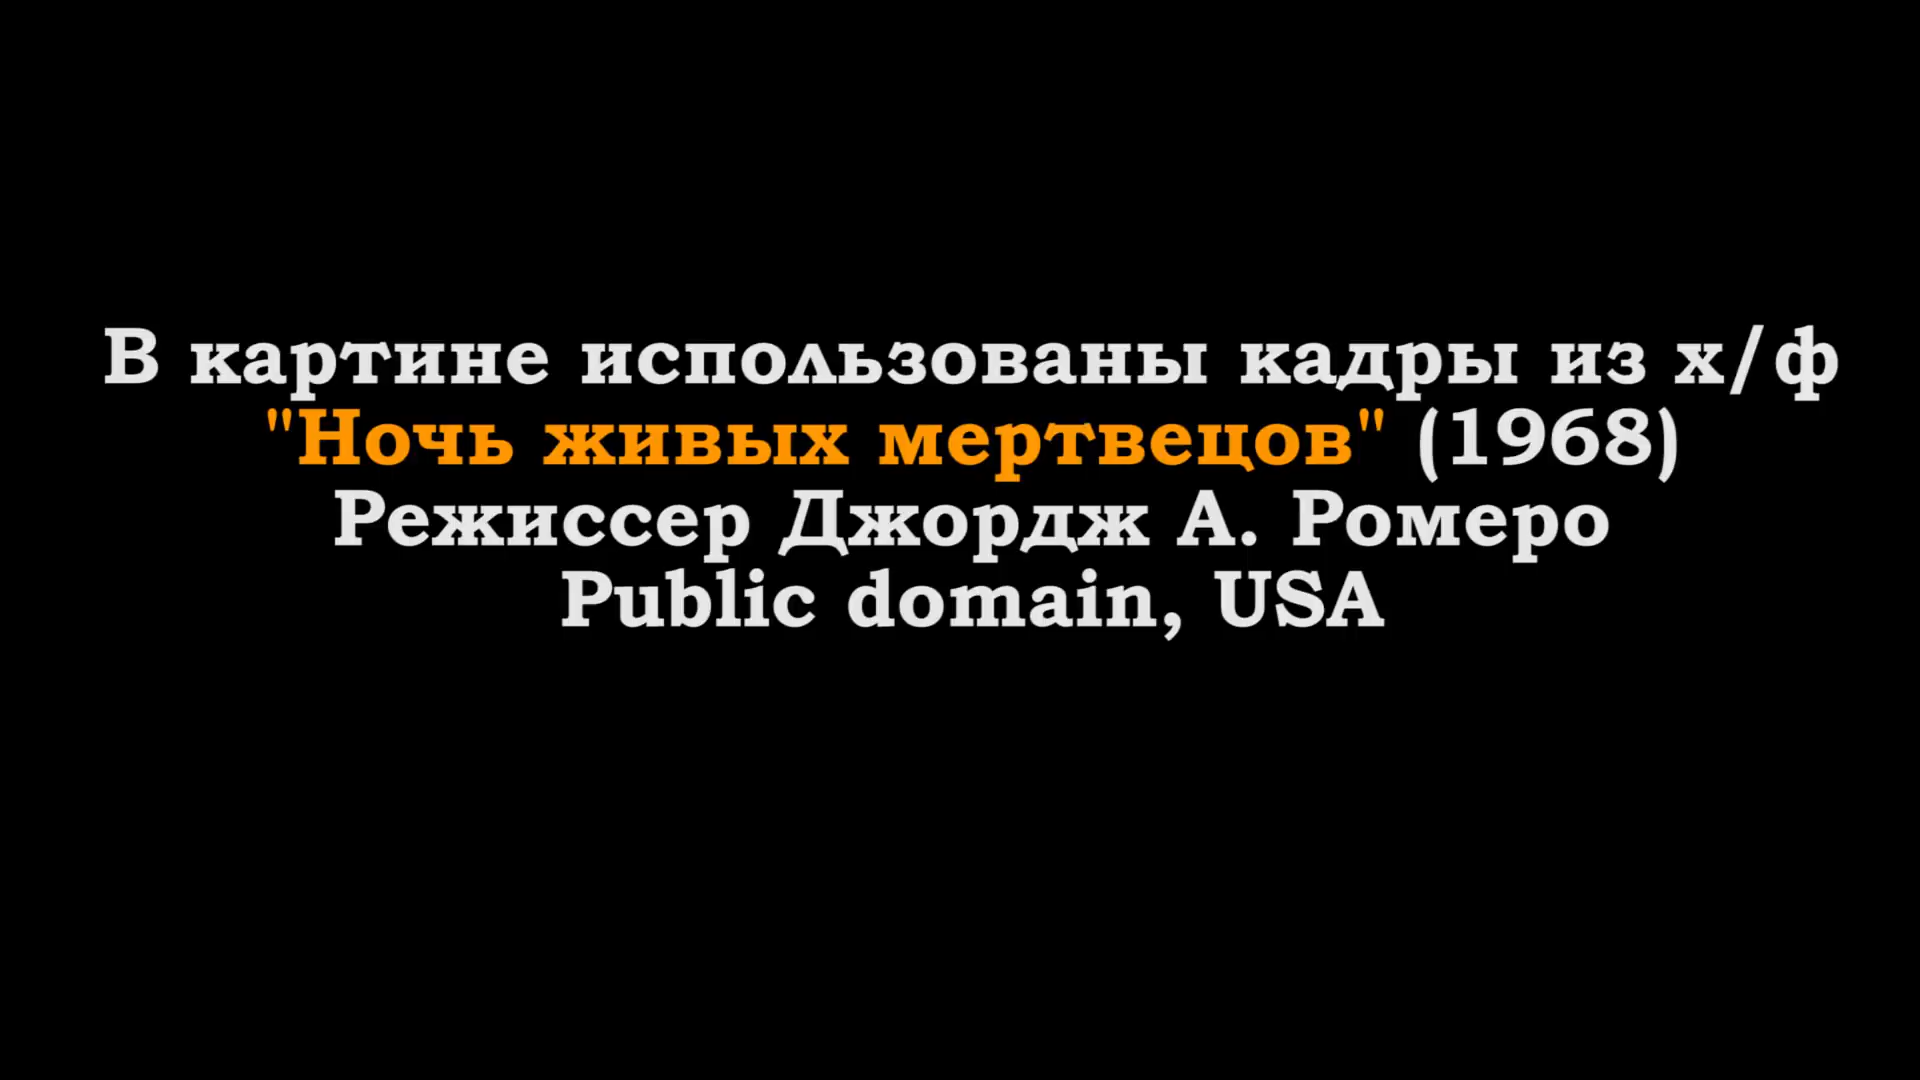 В картине использованы кадры из х/ф
"Ночь живых мертвецов" (1968)
Режиссер Джордж А. Ромеро
Public domain, USA